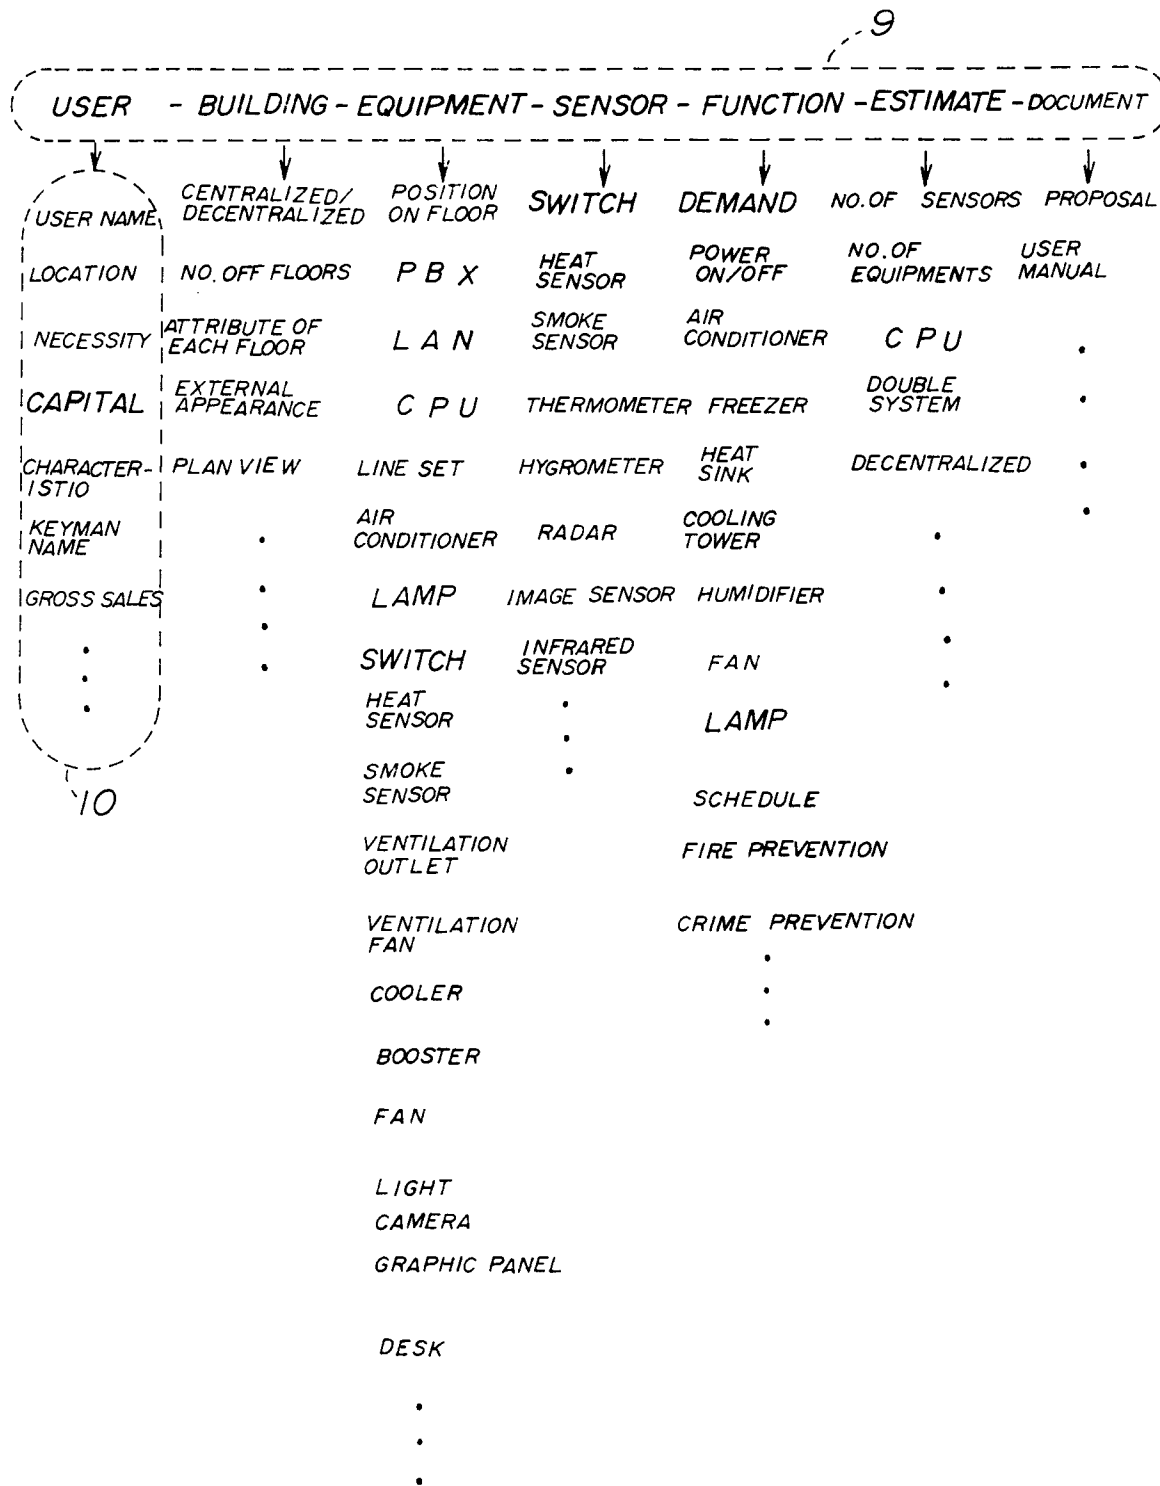 9
USER - BUILDING - EQUIPMENT - SENSOR - FUNCTION - ESTIMATE - DOCUMENT
USER NAME
LOCATION
NECESSITY
CAPITAL
CHARACTER-
ISTIO
KEYMAN
NAME
GROSS SALES
10
CENTRALIZED/
DECENTRALIZED
NO. OFF FLOORS
ATTRIBUTE OF
EACH FLOOR
EXTERNAL
APPEARANCE
PLAN VIEW
POSITION
ON FLOOR
PBX
LAN
CPU
LINE SET
AIR
CONDITIONER
LAMP
SWITCH
HEAT
SENSOR
SMOKE
SENSOR
VENTILATION
OUTLET
VENTILATION
FAN
COOLER
BOOSTER
FAN
LIGHT
CAMERA
GRAPHIC PANEL
DESK
SWITCH
HEAT
SENSOR
SMOKE
SENSOR
THERMOMETER
HYGROMETER
RADAR
IMAGE SENSOR
INFRARED
SENSOR
DEMAND
POWER
ON/OFF
AIR
CONDITIONER
FREEZER
HEAT
SINK
COOLING
TOWER
HUMIDIFIER
FAN
LAMP
SCHEDULE
FIRE PREVENTION
CRIME PREVENTION
NO. OF SENSORS
NO. OF
EQUIPMENTS
CPU
DOUBLE
SYSTEM
DECENTRALIZED
PROPOSAL
USER
MANUAL